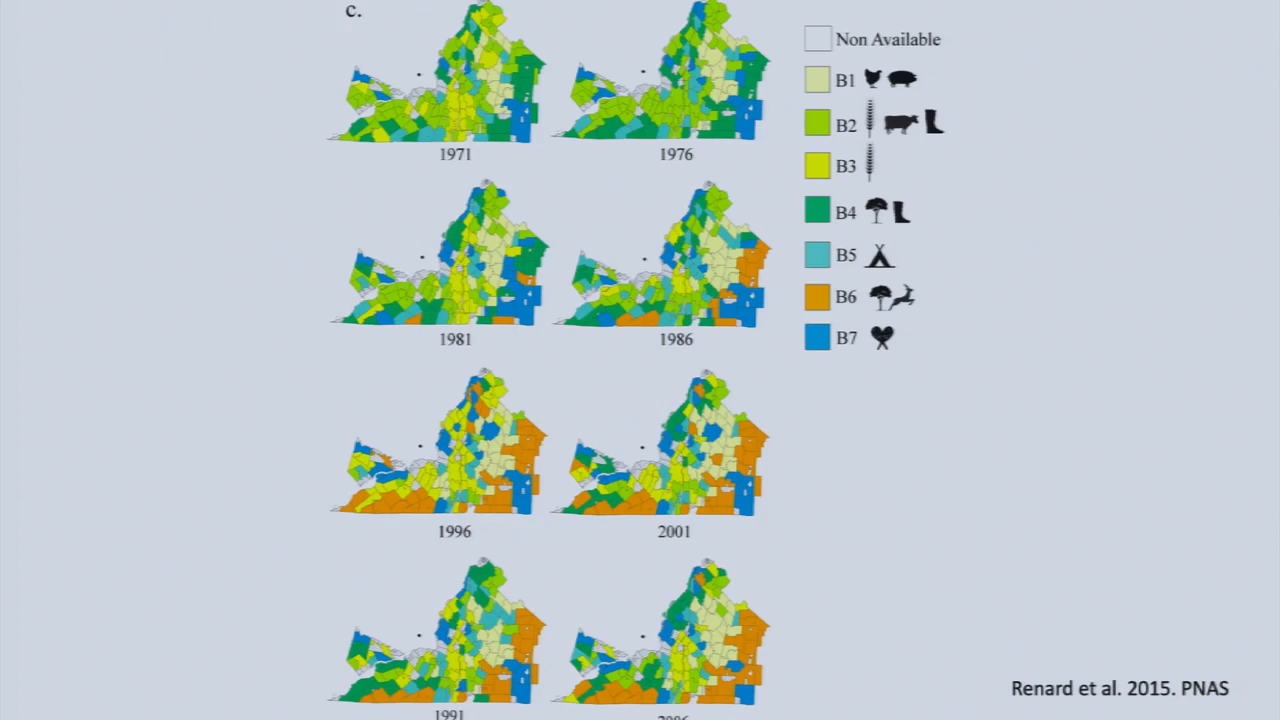 c.
1971
1976
1981
1986
1996
2001
1991
2006
Non Available
B1
B2
B3
B4
B5
B6
B7
Renard et al. 2015. PNAS